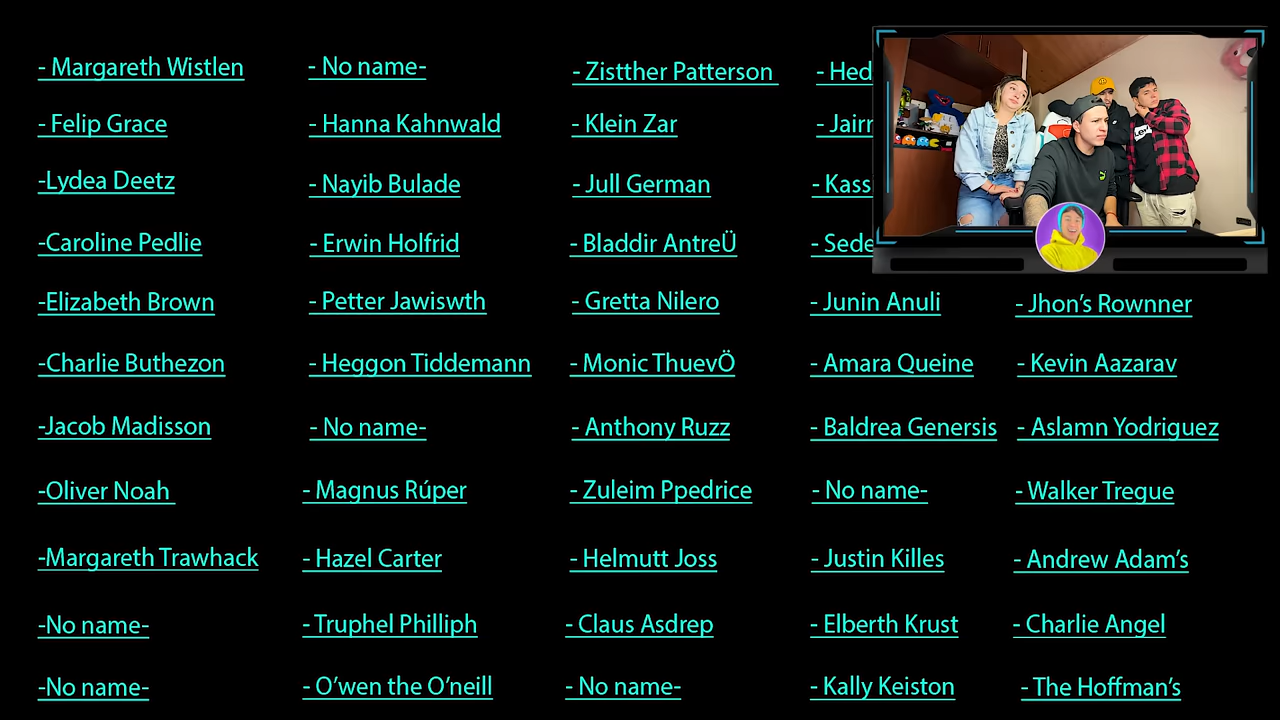 - Margareth Wistlen
- Felip Grace
-Lydea Deetz
-Caroline Pedlie
-Elizabeth Brown
-Charlie Buthezon
-Jacob Madisson
-Oliver Noah
-Margareth Trawhack
-No name-
-No name-
- No name-
- Hanna Kahnwald
- Nayib Bulade
- Erwin Holfrid
- Petter Jawiswth
- Heggon Tiddemann
- No name-
- Magnus Rúper
- Hazel Carter
- Truphel Philliph
- O’wen the O’neill
- Zistther Patterson
- Klein Zar
- Jull German
- Bladdir AntreÜ
- Gretta Nilero
- Monic ThuevÖ
- Anthony Ruzz
- Zuleim Ppedrice
- Helmutt Joss
- Claus Asdrep
- No name-
- Hed
- Jairn
- Kass
- Sede
- Junin Anuli
- Amara Queine
- Baldrea Genersis
- No name-
- Justin Killes
- Elberth Krust
- Kally Keiston
- Jhon’s Rownner
- Kevin Aazarav
- Aslamn Yodriguez
- Walker Tregue
- Andrew Adam’s
- Charlie Angel
- The Hoffman’s